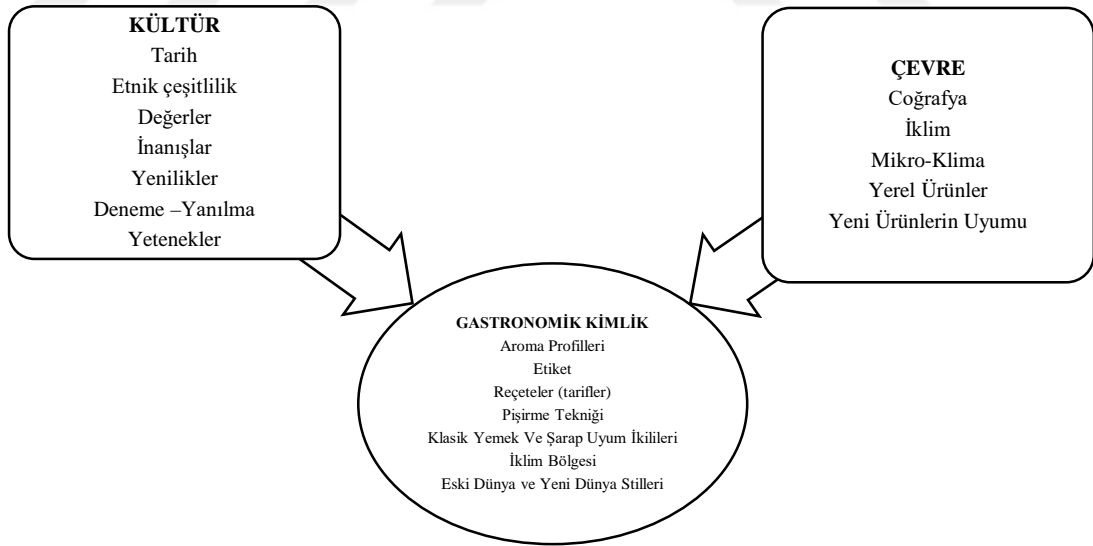 KÜLTÜR
Tarih
Etnik çeşitlilik
Değerler
İnanışlar
Yenilikler
Deneme –Yanılma
Yetenekler
ÇEVRE
Coğrafya
İklim
Mikro-Klima
Yerel Ürünler
Yeni Ürünlerin Uyumu
GASTRONOMİK KİMLİK
Aroma Profilleri
Etiket
Reçeteler (tarifler)
Pişirme Tekniği
Klasik Yemek Ve Şarap Uyum İkilileri
İklim Bölgesi
Eski Dünya ve Yeni Dünya Stilleri